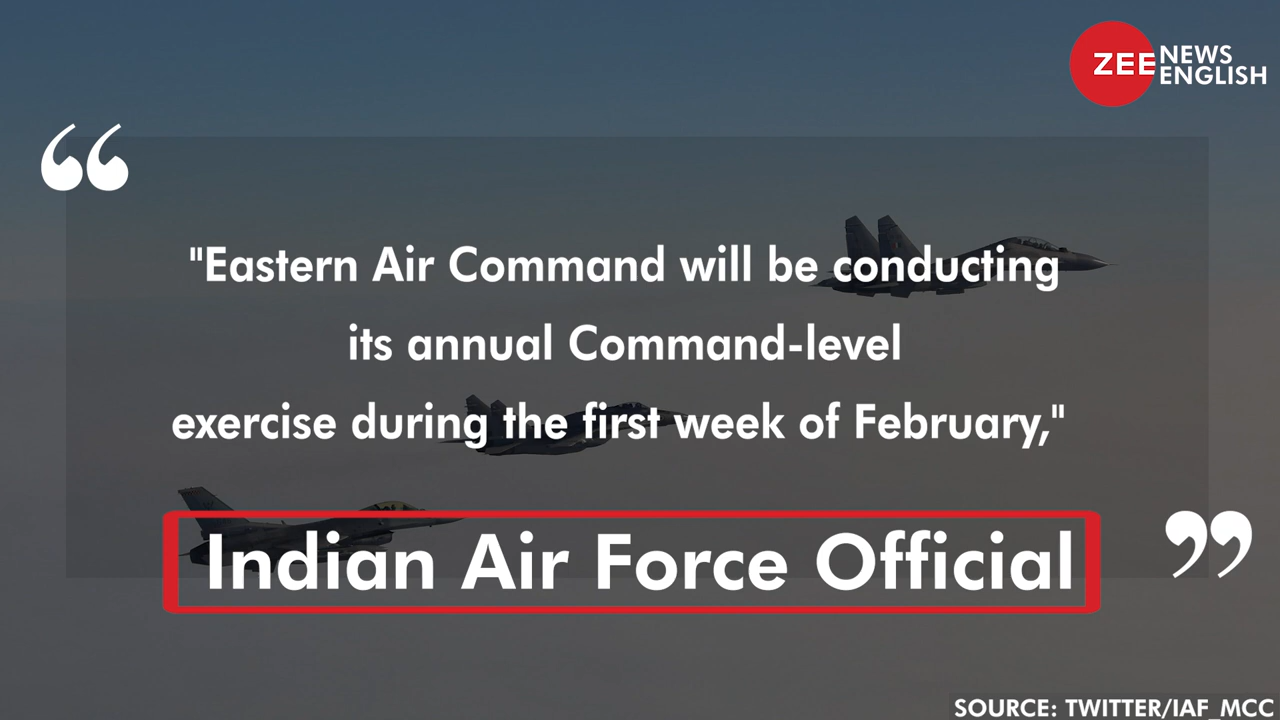 ZEE NEWS
ENGLISH
"Eastern Air Command will be conducting
its annual Command-level
exercise during the first week of February,"
Indian Air Force Official
SOURCE: TWITTER/IAF_MCC